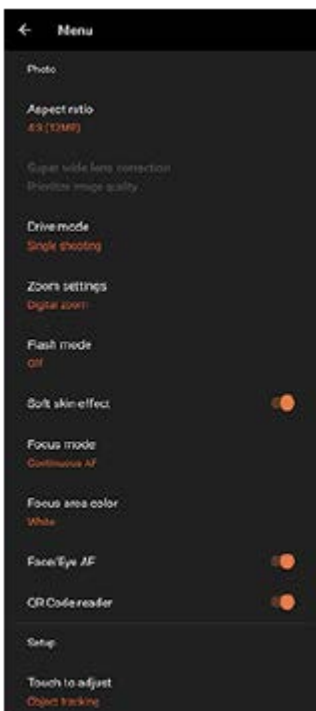 Menu
Photo
Aspect ratio
4:3 (12MP)
Super wide lens correction
Prioritize image quality
Drive mode
Single shooting
Zoom settings
Digital zoom
Flash mode
Off
Soft skin effect
Focus mode
Continuous AF
Focus area color
White
Face/Eye AF
QR Code reader
Setup
Touch to adjust
Object tracking